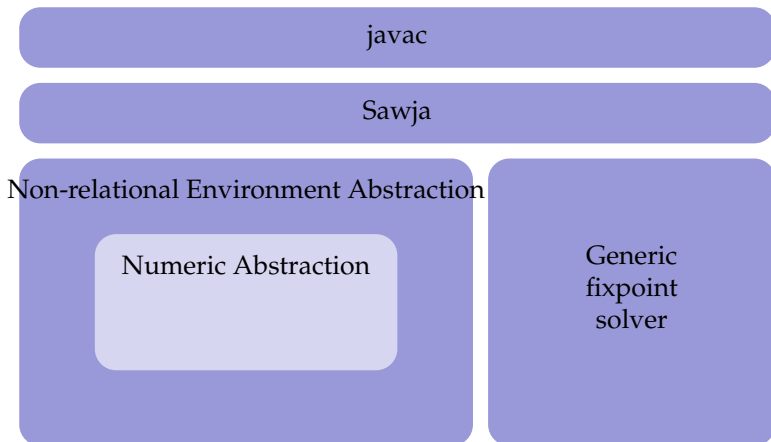 javac
Sawja
Non-relational Environment Abstraction
Numeric Abstraction
Generic
fixpoint
solver